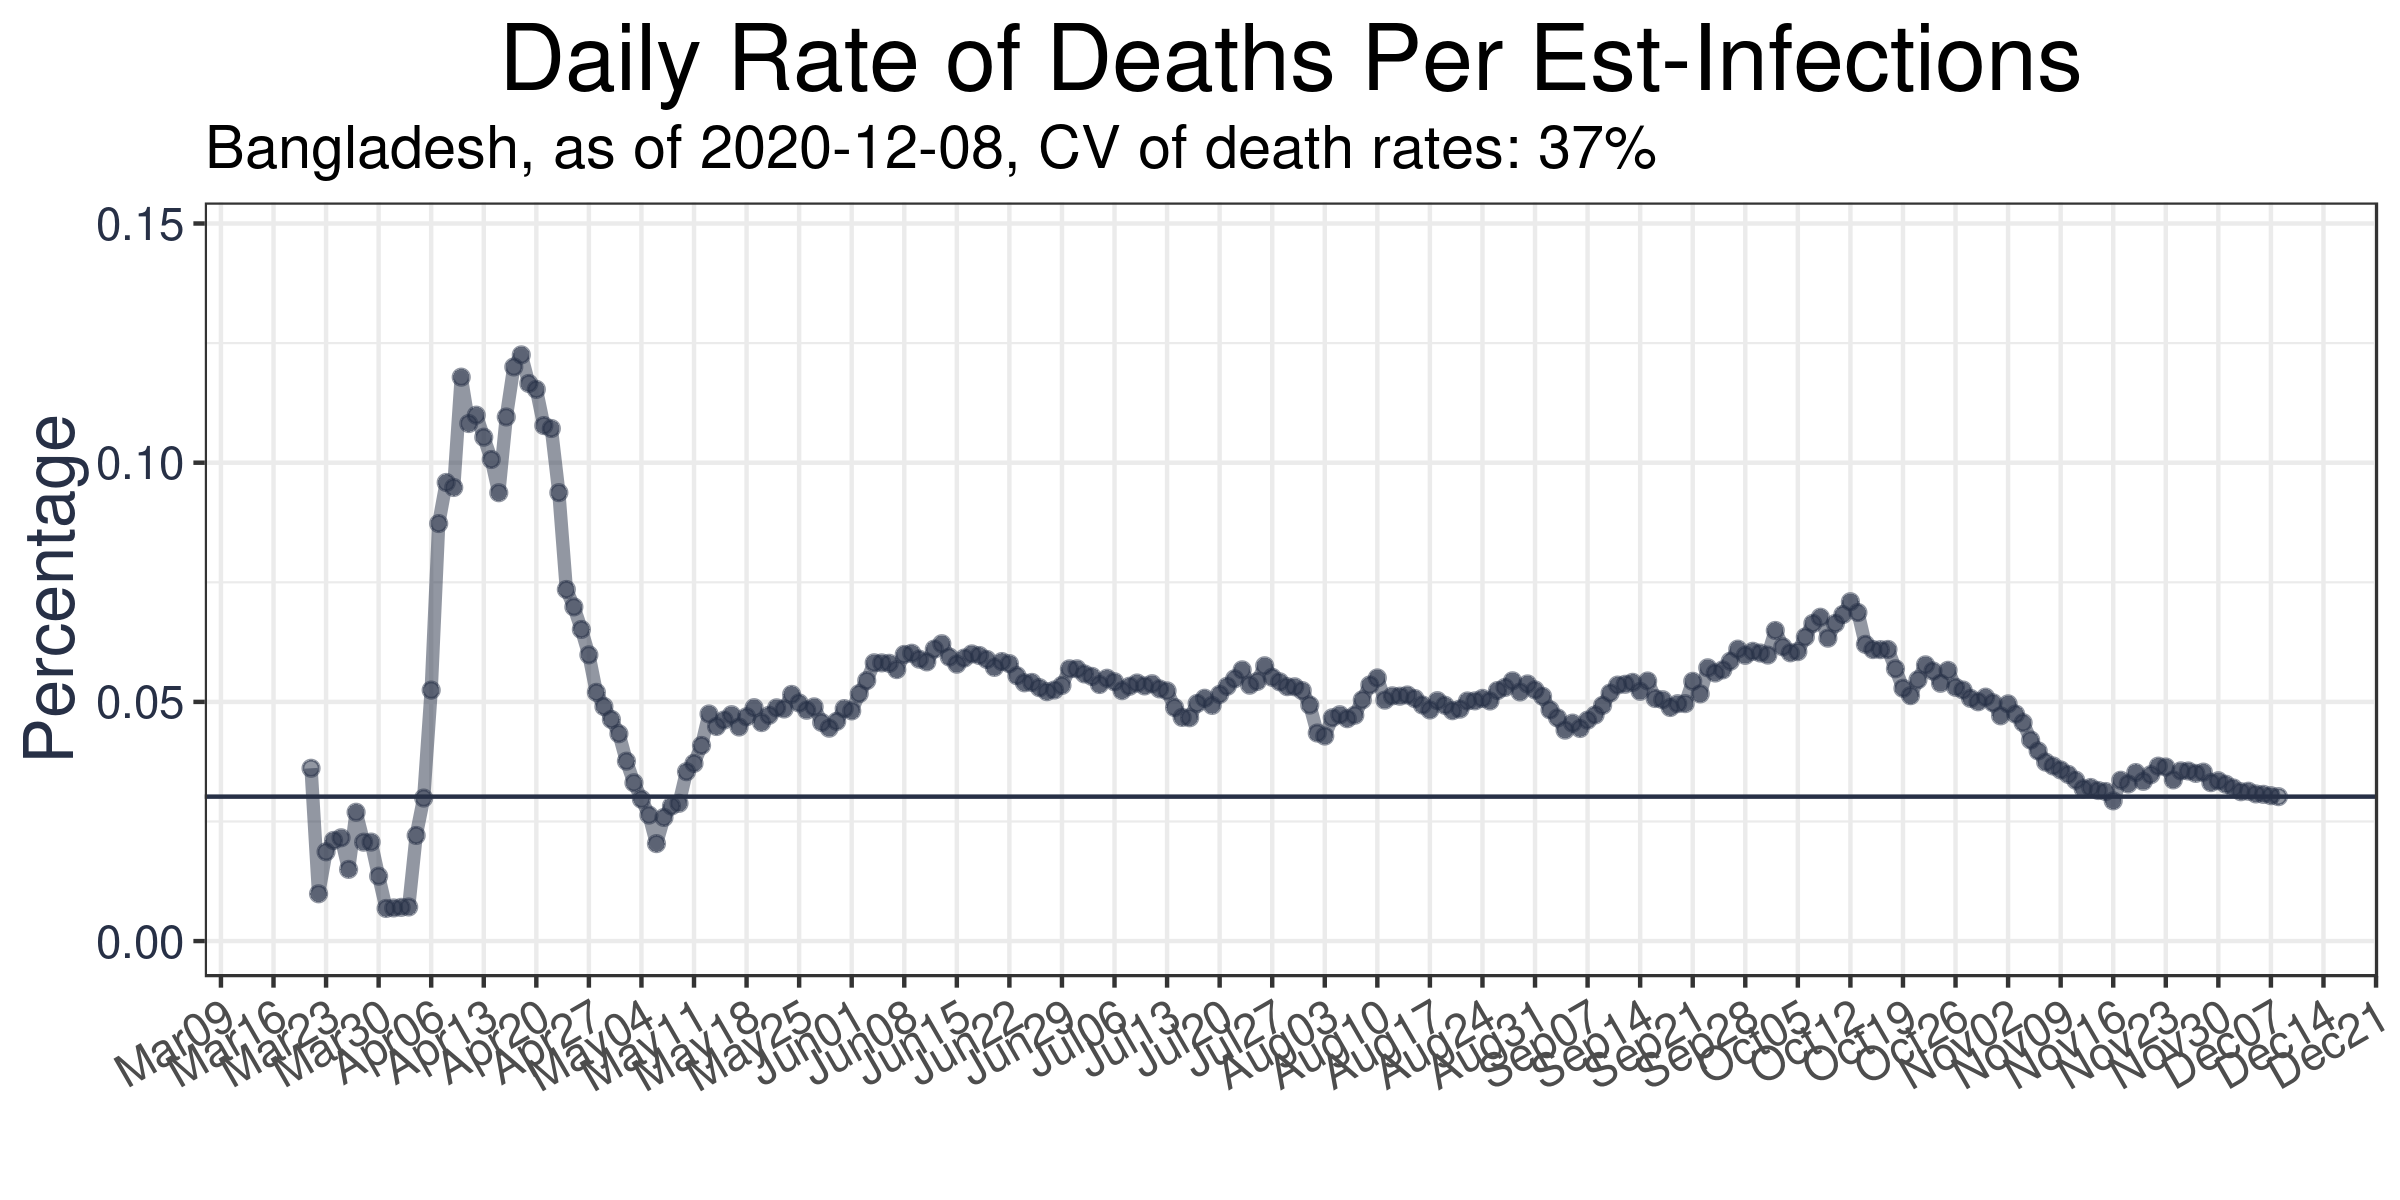 Daily Rate of Deaths Per Est-Infections
Bangladesh, as of 2020-12-08, CV of death rates: 37%
Percentage
0.15
0.10
0.05
0.00
Mar09
Mar16
Mar23
Mar30
Apr06
Apr13
Apr20
Apr27
May04
May11
May18
May25
Jun01
Jun08
Jun15
Jun22
Jun29
Jul06
Jul13
Jul20
Jul27
Aug03
Aug10
Aug17
Aug24
Aug31
Sep07
Sep14
Sep21
Sep28
Oct05
Oct12
Oct19
Oct26
Nov02
Nov09
Nov16
Nov23
Nov30
Dec07
Dec14
Dec21